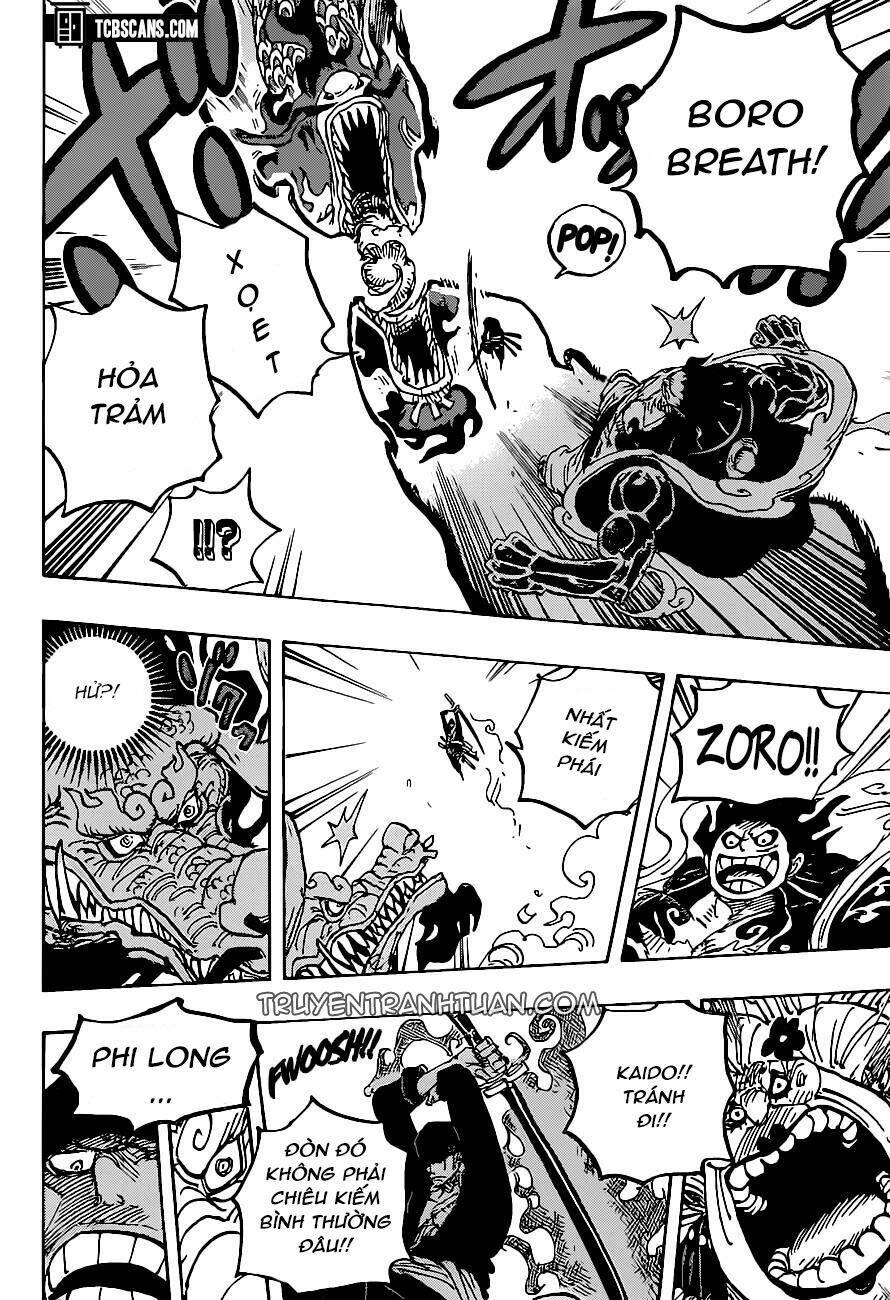 TCBSCANS.COM
BORO
BREATH!
POP!
XOẸT
HỎA
TRẢM
!!?
ZORO!!
NHẤT
KIẾM
PHÁI
HỬ?!
TRUYENTRANHTUAN.COM
KAIDO!!
TRÁNH
ĐI!!
FWOOSH!!
ĐÒN ĐÓ
KHÔNG PHẢI
CHIÊU KIẾM
BÌNH THƯỜNG
ĐÂU!!
PHI LONG
...